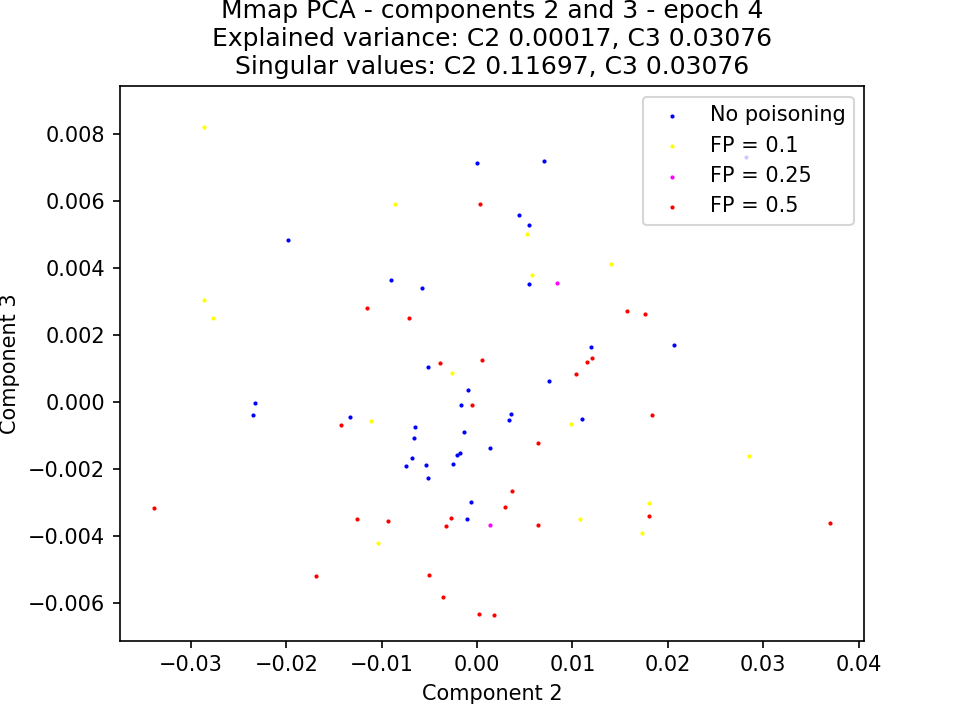 Mmap PCA - components 2 and 3 - epoch 4
Explained variance: C2 0.00017, C3 0.03076
Singular values: C2 0.11697, C3 0.03076
No poisoning
FP = 0.1
FP = 0.25
FP = 0.5
0.008
0.006
0.004
0.002
0.000
−0.002
−0.004
−0.006
Component 3
−0.03
−0.02
−0.01
0.00
0.01
0.02
0.03
0.04
Component 2